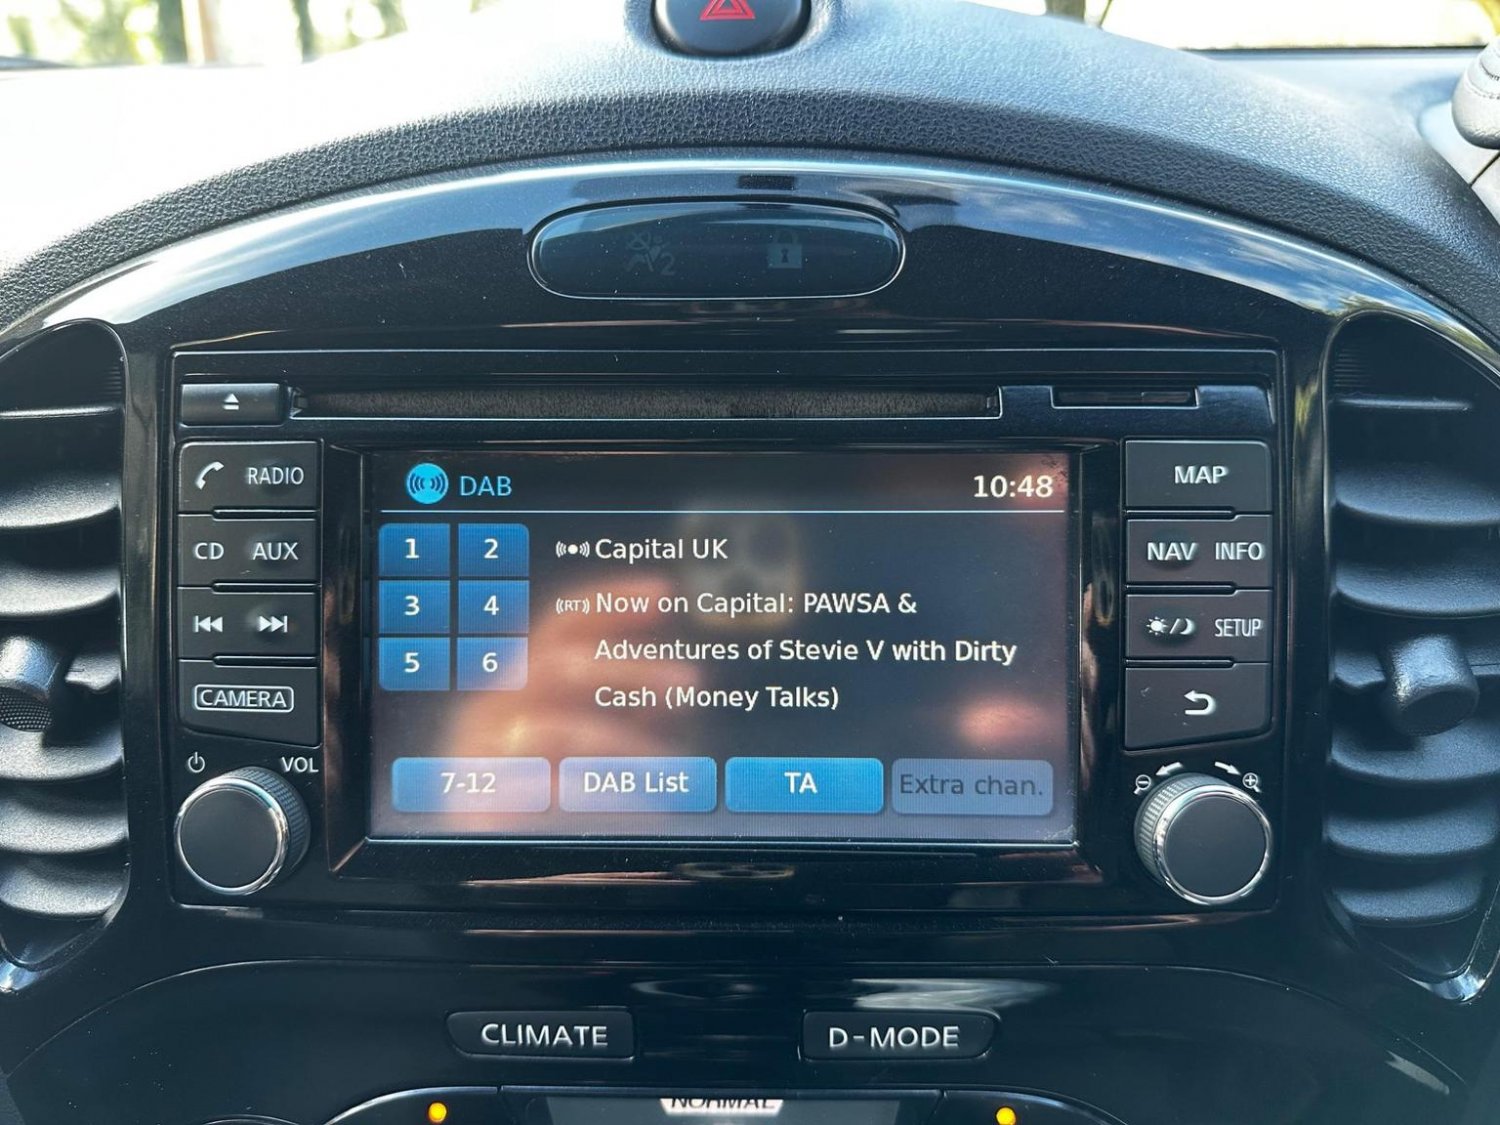 2
RADIO
CD AUX
CAMERA
VOL
DAB
10:48
1 2
3 4
5 6
Capital UK
(RT) Now on Capital: PAWSA &
Adventures of Stevie V with Dirty
Cash (Money Talks)
7-12 DAB List TA Extra chan.
MAP
NAV INFO
SETUP
CLIMATE
D-MODE
NORMAL